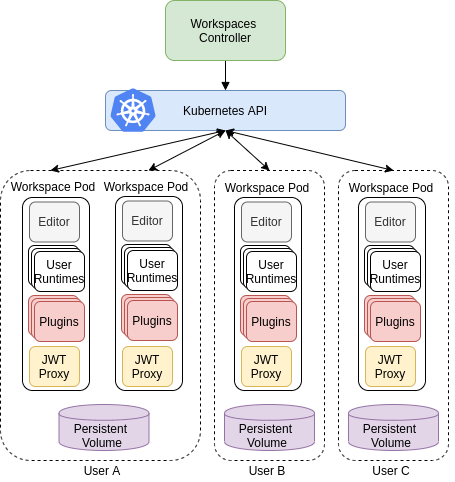 Workspaces
Controller
Kubernetes API
Workspace Pod
Editor
User
Runtimes
Plugins
JWT
Proxy
Workspace Pod
Editor
User
Runtimes
Plugins
JWT
Proxy
Persistent
Volume
User A
Workspace Pod
Editor
User
Runtimes
Plugins
JWT
Proxy
Persistent
Volume
User B
Workspace Pod
Editor
User
Runtimes
Plugins
JWT
Proxy
Persistent
Volume
User C